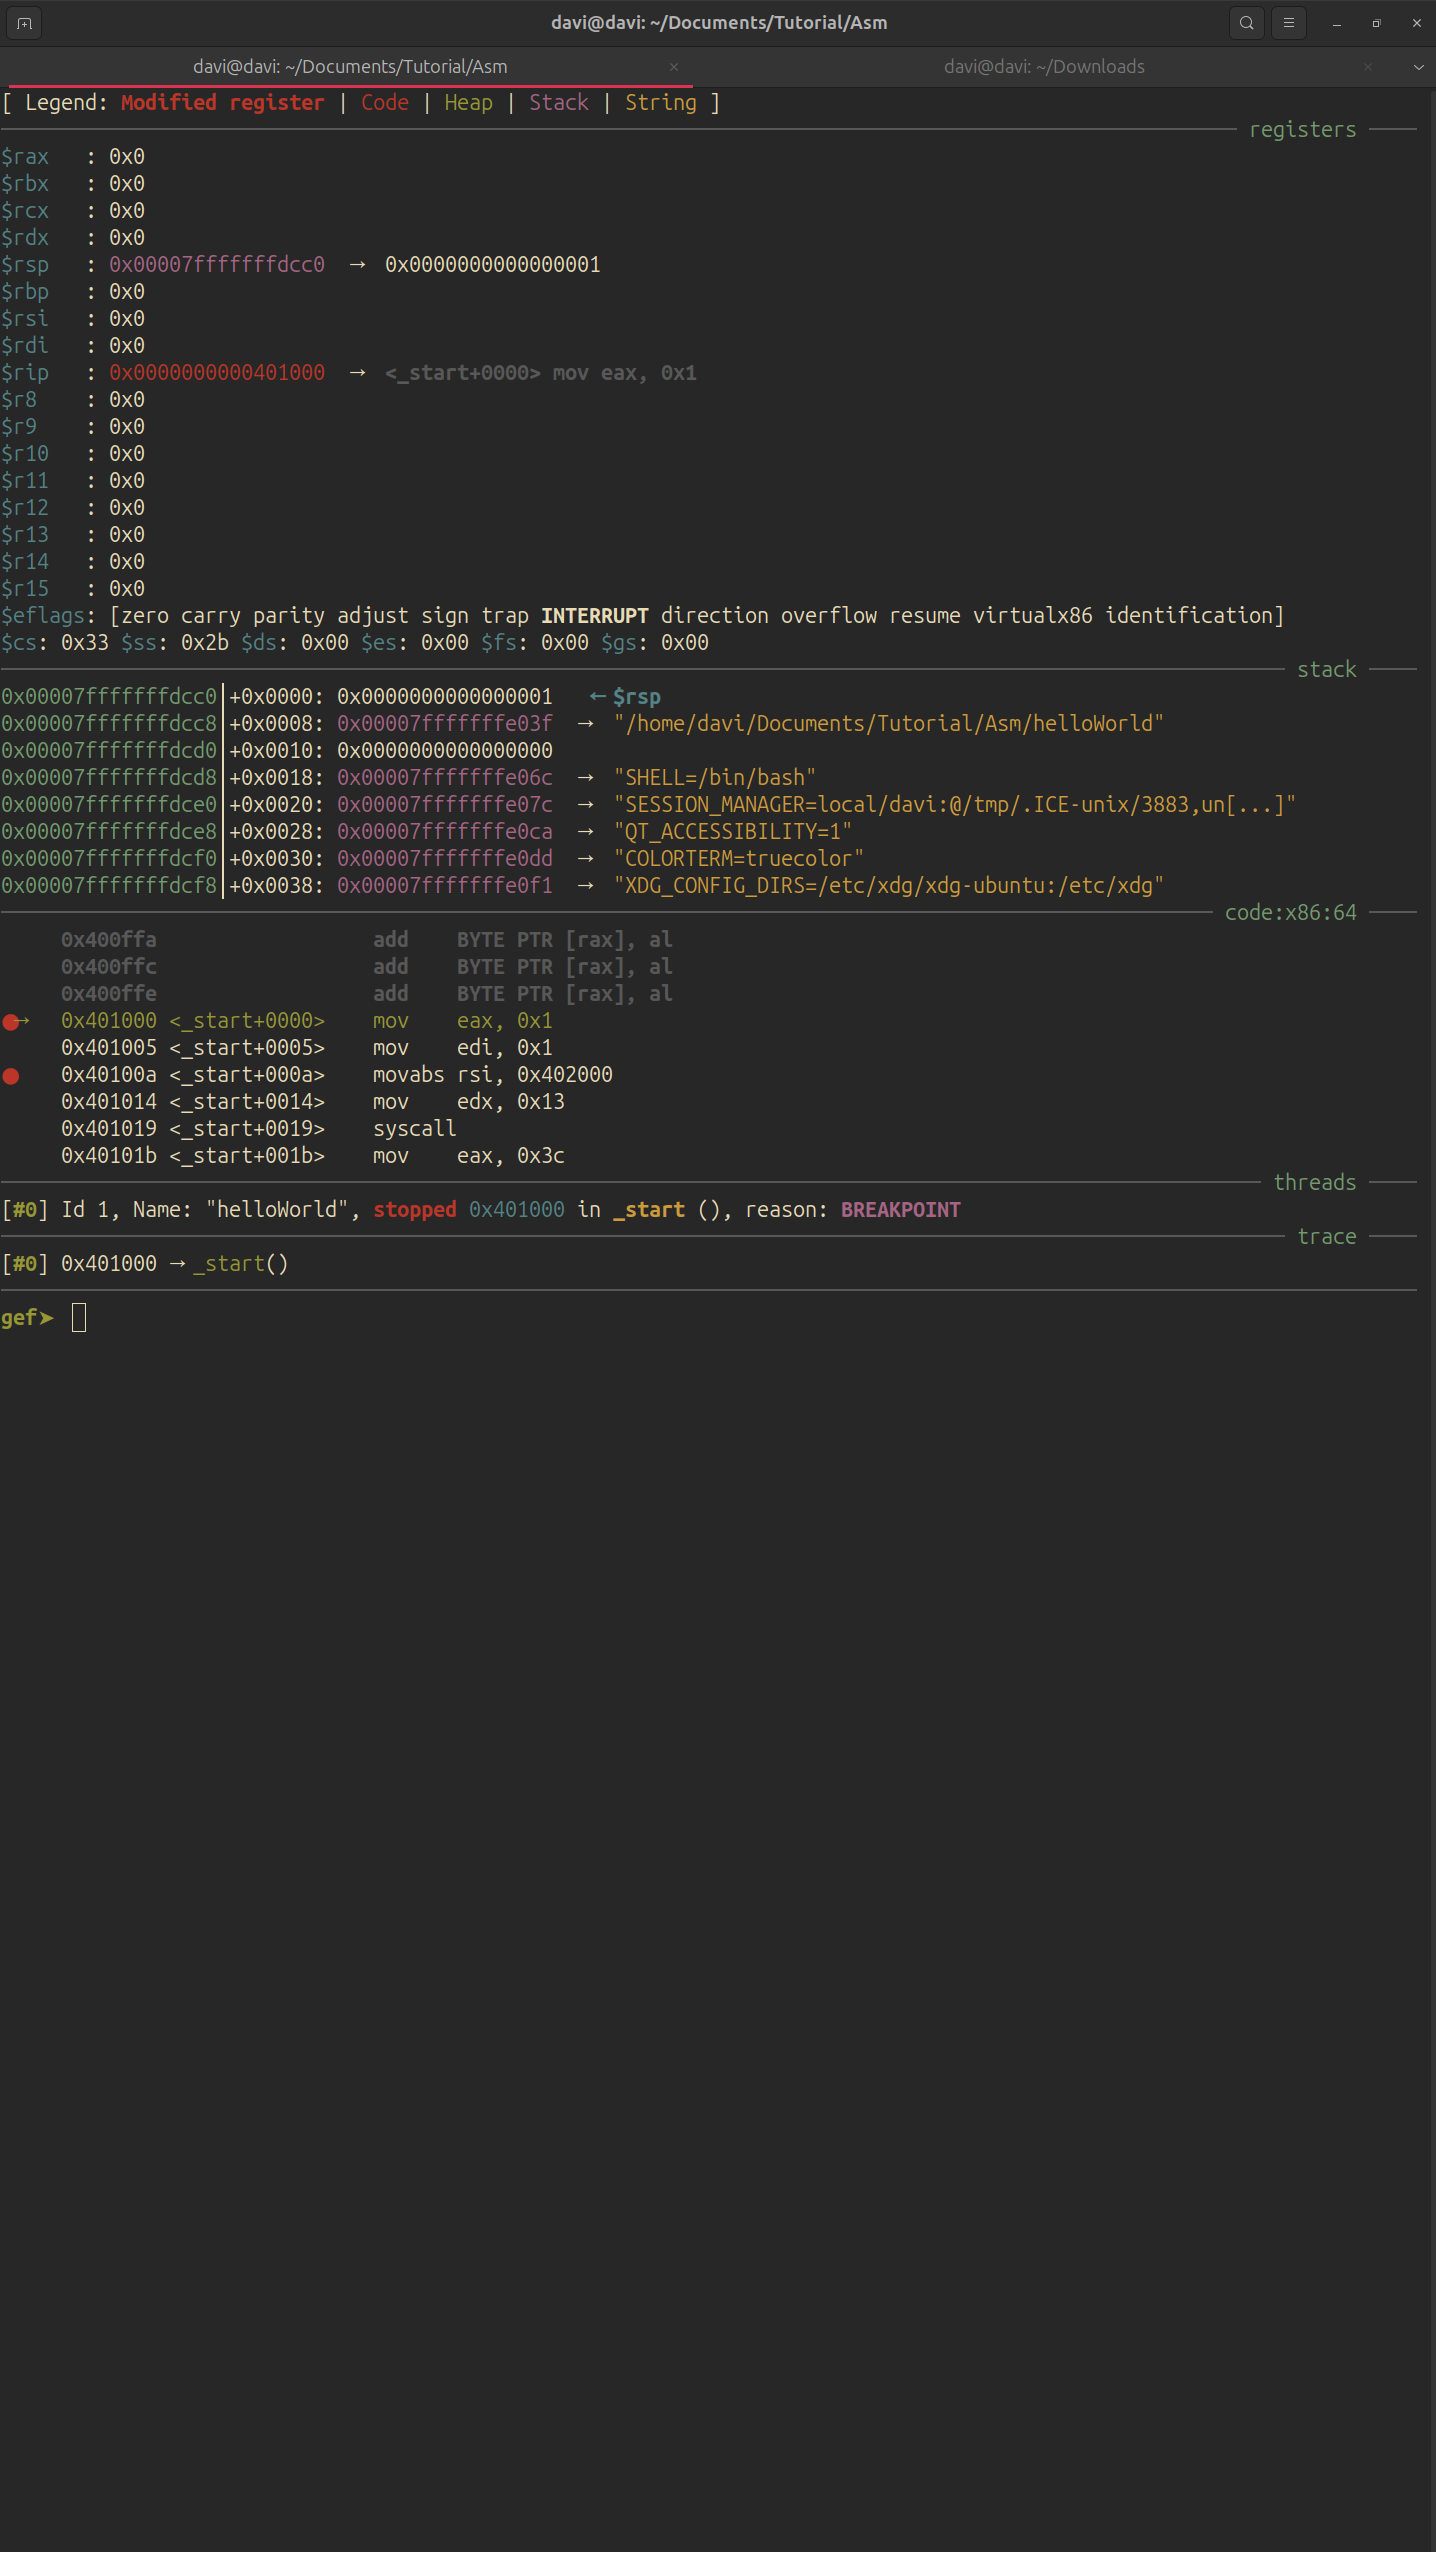 davi@davi: ~/Documents/Tutorial/Asm
davi@davi: ~/Documents/Tutorial/Asm × davi@davi: ~/Downloads ×
[ Legend: Modified register | Code | Heap | Stack | String ]
registers
$rax   : 0x0
$rbx   : 0x0
$rcx   : 0x0
$rdx   : 0x0
$rsp   : 0x00007fffffffdcc0  →  0x0000000000000001
$rbp   : 0x0
$rsi   : 0x0
$rdi   : 0x0
$rip   : 0x0000000000401000  →  <_start+0000> mov eax, 0x1
$r8    : 0x0
$r9    : 0x0
$r10   : 0x0
$r11   : 0x0
$r12   : 0x0
$r13   : 0x0
$r14   : 0x0
$r15   : 0x0
$eflags: [zero carry parity adjust sign trap INTERRUPT direction overflow resume virtualx86 identification]
$cs: 0x33 $ss: 0x2b $ds: 0x00 $es: 0x00 $fs: 0x00 $gs: 0x00
stack
0x00007fffffffdcc0│+0x0000: 0x0000000000000001   ← $rsp
0x00007fffffffdcc8│+0x0008: 0x00007fffffffe03f  →  "/home/davi/Documents/Tutorial/Asm/helloWorld"
0x00007fffffffdcd0│+0x0010: 0x0000000000000000
0x00007fffffffdcd8│+0x0018: 0x00007fffffffe06c  →  "SHELL=/bin/bash"
0x00007fffffffdce0│+0x0020: 0x00007fffffffe07c  →  "SESSION_MANAGER=local/davi:@/tmp/.ICE-unix/3883,un[...]"
0x00007fffffffdce8│+0x0028: 0x00007fffffffe0ca  →  "QT_ACCESSIBILITY=1"
0x00007fffffffdcf0│+0x0030: 0x00007fffffffe0dd  →  "COLORTERM=truecolor"
0x00007fffffffdcf8│+0x0038: 0x00007fffffffe0f1  →  "XDG_CONFIG_DIRS=/etc/xdg/xdg-ubuntu:/etc/xdg"
code:x86:64
0x400ffa                  add    BYTE PTR [rax], al
0x400ffc                  add    BYTE PTR [rax], al
0x400ffe                  add    BYTE PTR [rax], al
●→   0x401000 <_start+0000>    mov    eax, 0x1
0x401005 <_start+0005>    mov    edi, 0x1
●    0x40100a <_start+000a>    movabs rsi, 0x402000
0x401014 <_start+0014>    mov    edx, 0x13
0x401019 <_start+0019>    syscall
0x40101b <_start+001b>    mov    eax, 0x3c
threads
[#0] Id 1, Name: "helloWorld", stopped 0x401000 in _start (), reason: BREAKPOINT
trace
[#0] 0x401000 → _start()
gef➤